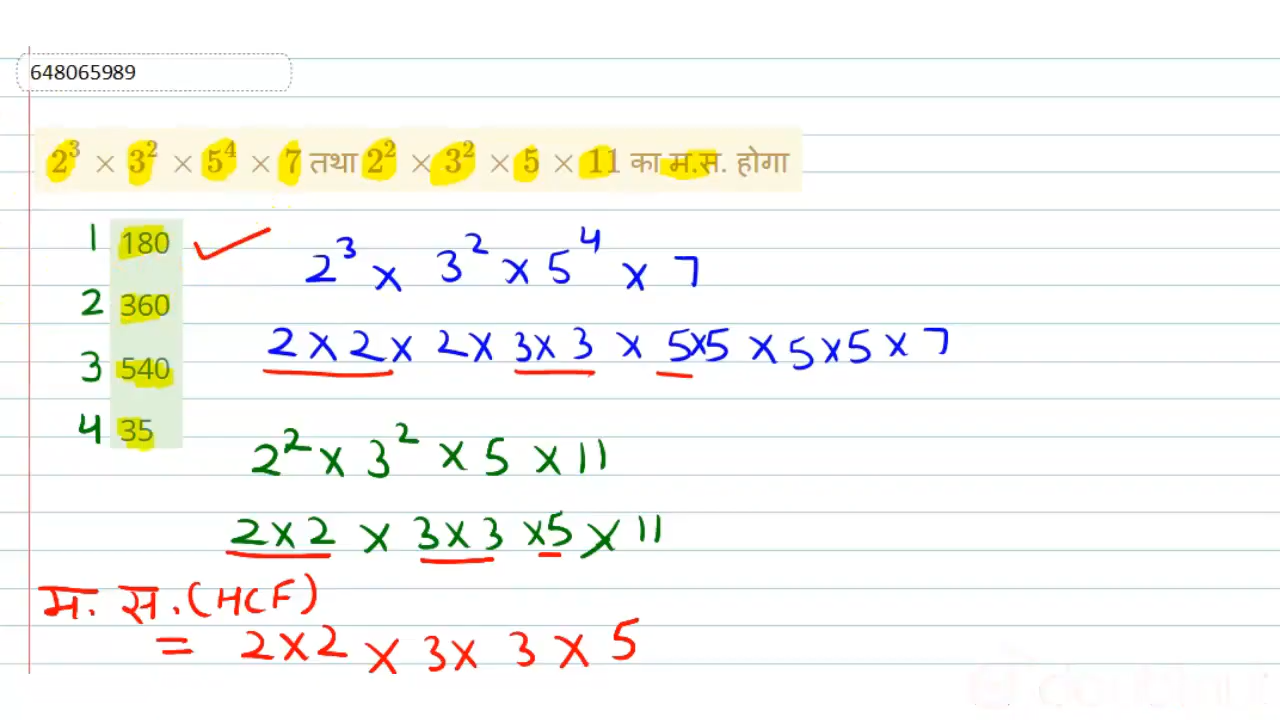 648065989
2³ × 3² × 5⁴ × 7 तथा 2² × 3² × 5 × 11 का म.स. होगा
1 180
2 360
3 540
4 35
2³ × 3² × 5⁴ × 7
2 × 2 × 2 × 3 × 3 × 5 × 5 × 5 × 5 × 7
2² × 3² × 5 × 11
2 × 2 × 3 × 3 × 5 × 11
म. स. (HCF)
= 2 × 2 × 3 × 3 × 5